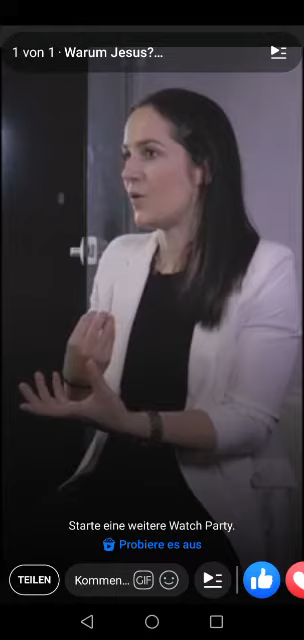 1 von 1 · Warum Jesus?...
Starte eine weitere Watch Party.
Probiere es aus
TEILEN
Kommen...
GIF